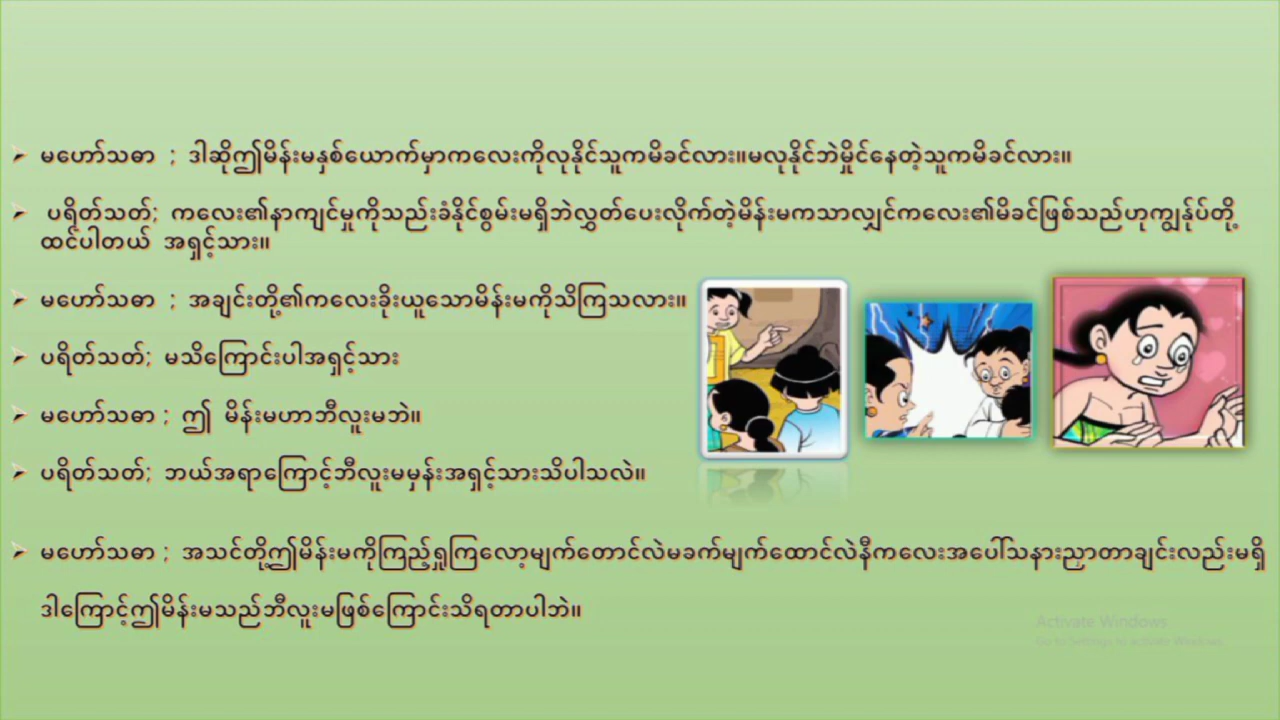 မဟော်သဓာ ; ဒါဆိုဤမိန်းမနှစ်ယောက်မှာကလေးကိုလုနိုင်သူကမိခင်လား။မလုနိုင်ဘဲမှိုင်နေတဲ့သူကမိခင်လား။
ပရိတ်သတ်; ကလေး၏နာကျင်မှုကိုသည်းခံနိုင်စွမ်းမရှိဘဲလွှတ်ပေးလိုက်တဲ့မိန်းမကသာလျှင်ကလေး၏မိခင်ဖြစ်သည်ဟုကျွန်ုပ်တို့
ထင်ပါတယ် အရှင့်သား။
မဟော်သဓာ ; အချင်းတို့၏ကလေးခိုးယူသောမိန်းမကိုသိကြသလား။
ပရိတ်သတ်; မသိကြောင်းပါအရှင့်သား
မဟော်သဓာ ; ဤ မိန်းမဟာဘီလူးမဘဲ။
ပရိတ်သတ်; ဘယ်အရာကြောင့်ဘီလူးမမှန်းအရှင့်သားသိပါသလဲ။
မဟော်သဓာ ; အသင်တို့ဤမိန်းမကိုကြည့်ရှုကြလော့မျက်တောင်လဲမခက်မျက်ထောင်လဲနီကလေးအပေါ်သနားညှာတာချင်းလည်းမရှိ
ဒါကြောင့်ဤမိန်းမသည်ဘီလူးမဖြစ်ကြောင်းသိရတာပါဘဲ။
Activate Windows
Go to Settings to activate Windows.